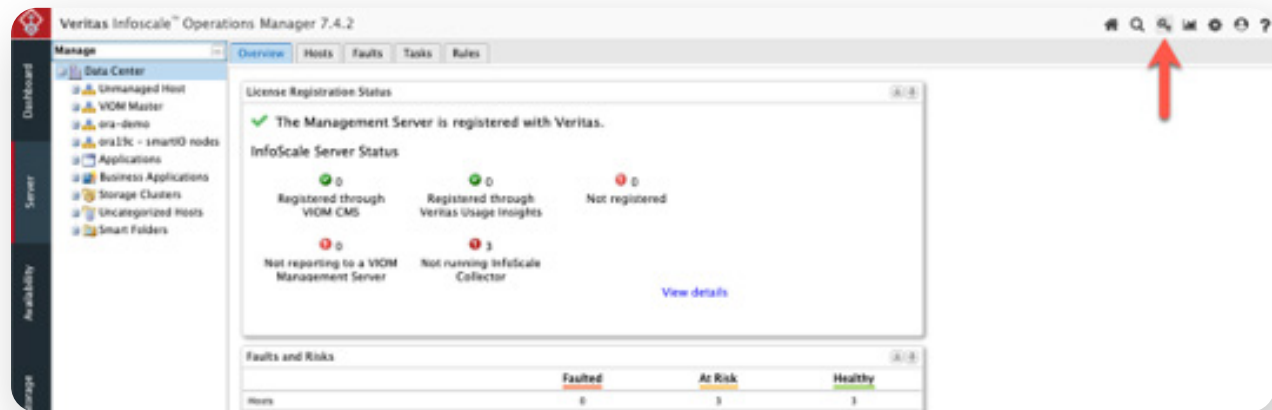 Veritas Infoscale™ Operations Manager 7.4.2
?
Dashboard
Server
Availability
Storage
Manage
Data Center
Unmanaged Host
VIOM Master
ora-demo
ora19c - smartIO nodes
Applications
Business Applications
Storage Clusters
Uncategorized Hosts
Smart Folders
Overview Hosts Faults Tasks Rules
License Registration Status
The Management Server is registered with Veritas.
InfoScale Server Status
0 0 0
Registered through Registered through Not registered
VIOM CMS Veritas Usage Insights
0 3
Not reporting to a VIOM Not running InfoScale
Management Server Collector
View details
Faults and Risks
Faulted At Risk Healthy
Hosts 0 3 3